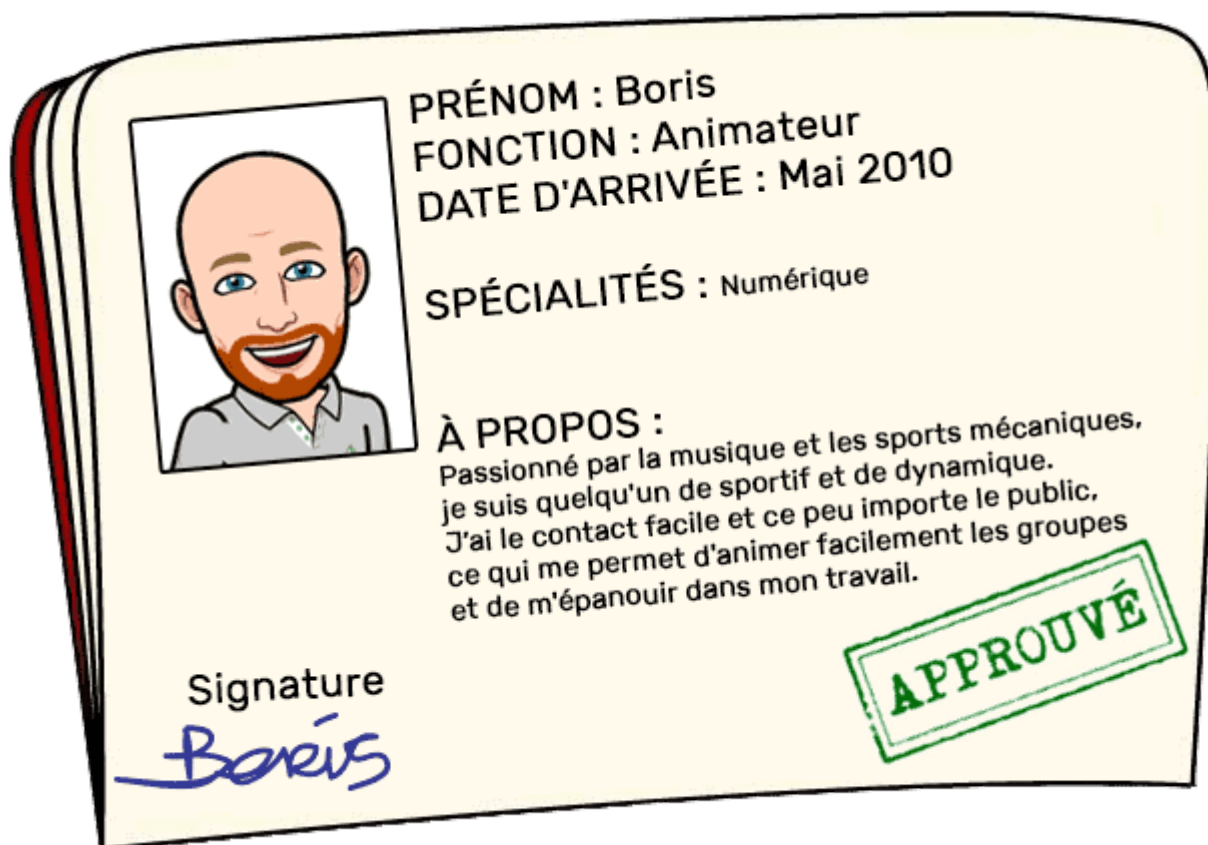 PRÉNOM : Boris
FONCTION : Animateur
DATE D'ARRIVÉE : Mai 2010
SPÉCIALITÉS : Numérique
À PROPOS :
Passionné par la musique et les sports mécaniques,
je suis quelqu'un de sportif et de dynamique.
J'ai le contact facile et ce peu importe le public,
ce qui me permet d'animer facilement les groupes
et de m'épanouir dans mon travail.
APPROUVÉ
Signature
Boris